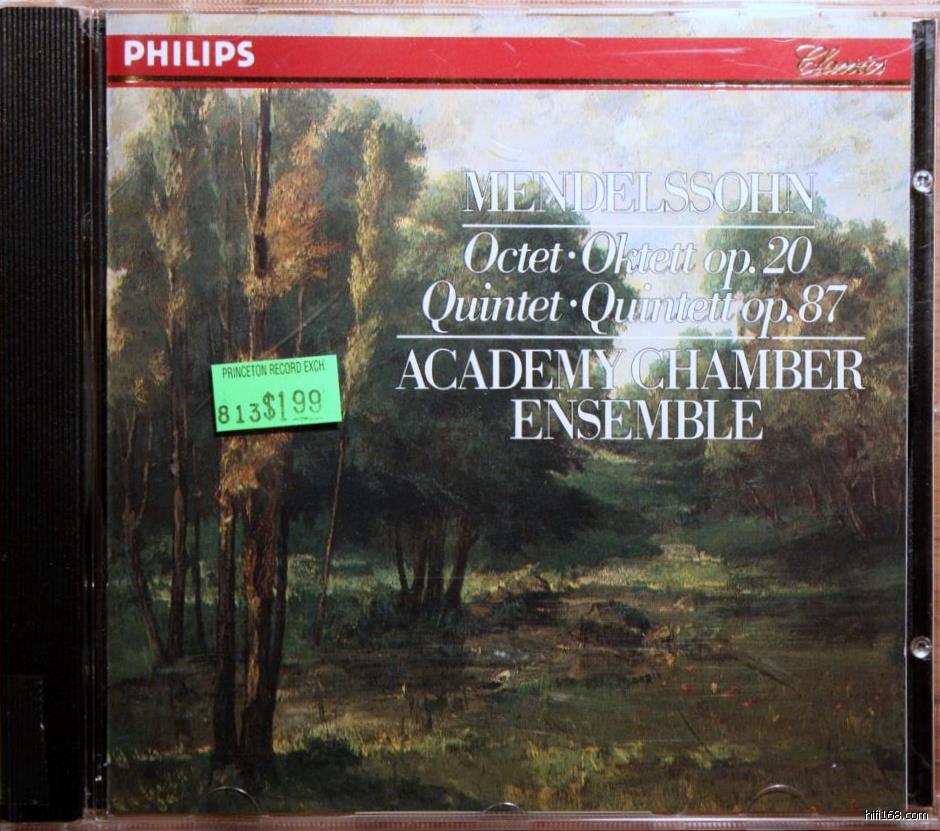 PHILIPS
Classics
MENDELSSOHN
Octet · Oktett op. 20
Quintet · Quintett op. 87
ACADEMY CHAMBER
ENSEMBLE
PRINCETON RECORD EXCH.
813$1.99
hifi168.com